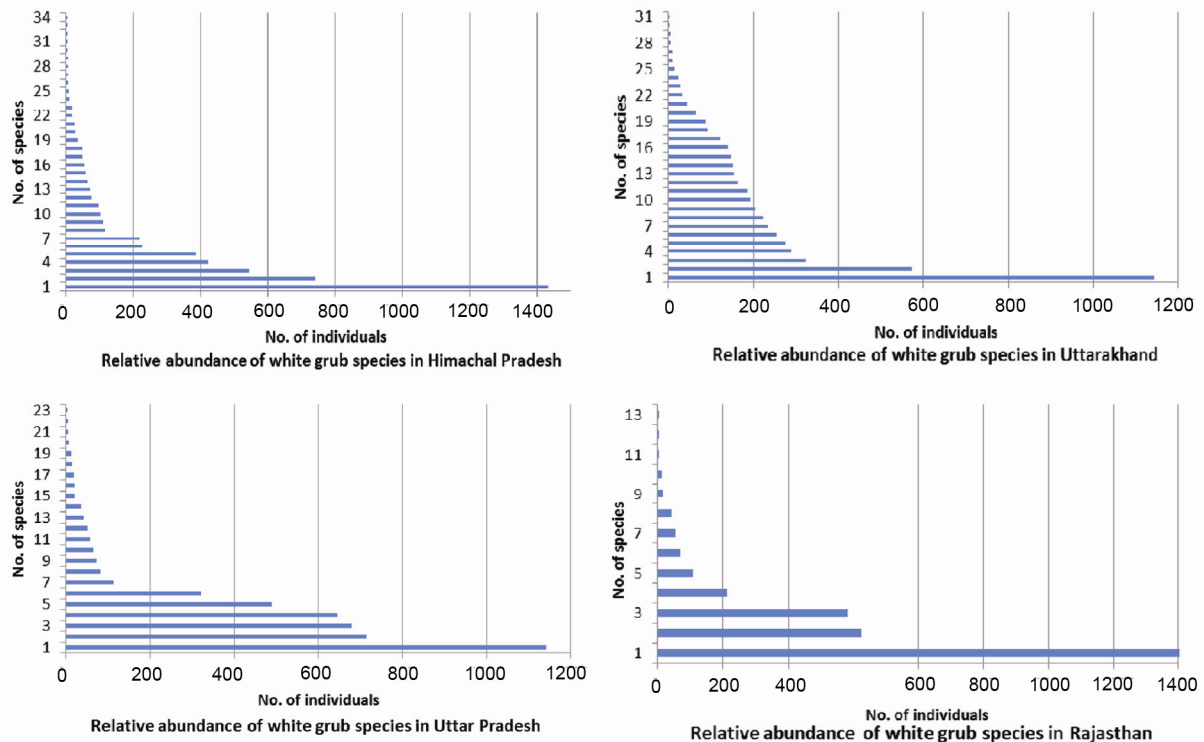 34
31
28
25
22
19
16
13
10
7
4
1
No. of species
0 200 400 600 800 1000 1200 1400
No. of individuals
Relative abundance of white grub species in Himachal Pradesh
31
28
25
22
19
16
13
10
7
4
1
No. of species
0 200 400 600 800 1000 1200
No. of individuals
Relative abundance of white grub species in Uttarakhand
23
21
19
17
15
13
11
9
7
5
3
1
No. of species
0 200 400 600 800 1000 1200
No. of individuals
Relative abundance of white grub species in Uttar Pradesh
13
11
9
7
5
3
1
No. of species
0 200 400 600 800 1000 1200 1400
No. of individuals
Relative abundance of white grub species in Rajasthan